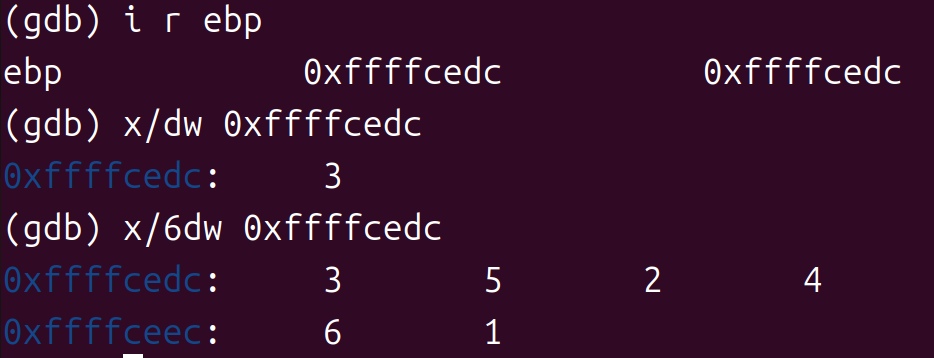 (gdb) i r ebp
ebp 0xffffcedc 0xffffcedc
(gdb) x/dw 0xffffcedc
0xffffcedc: 3
(gdb) x/6dw 0xffffcedc
0xffffcedc: 3 5 2 4
0xffffceec: 6 1